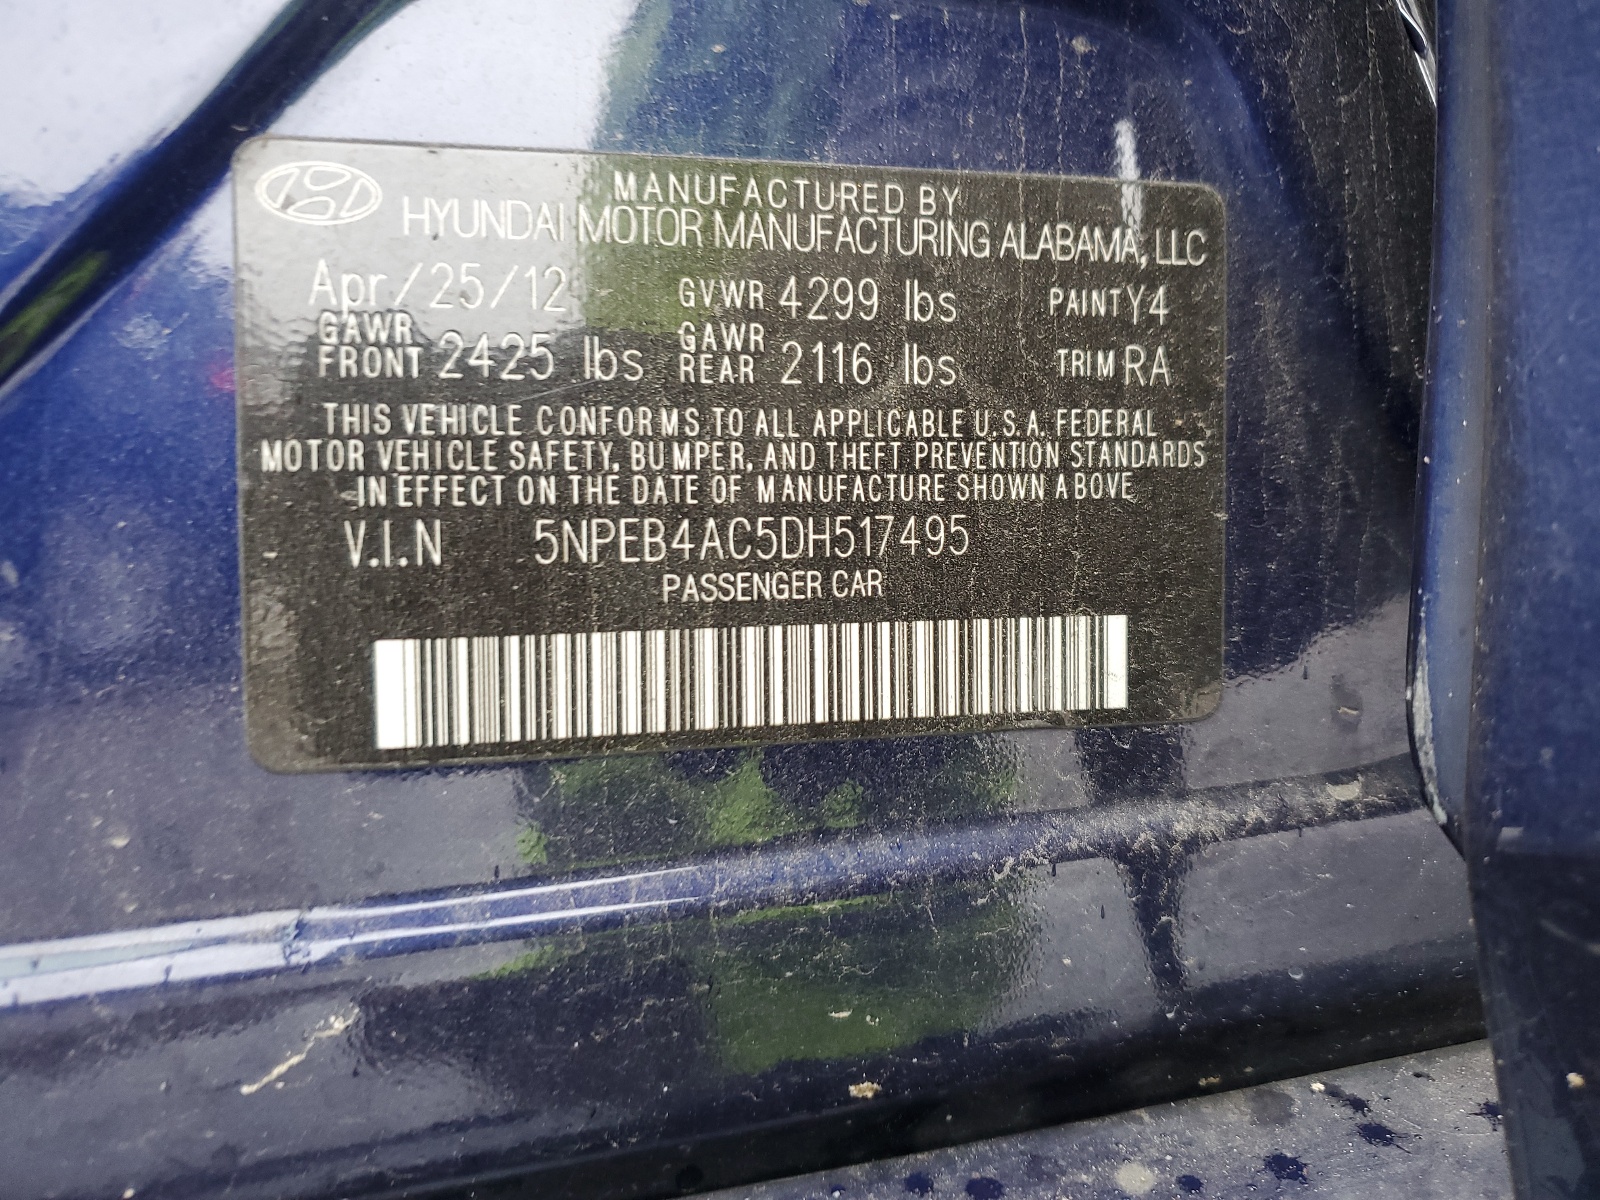 MANUFACTURED BY
HYUNDAI MOTOR MANUFACTURING ALABAMA, LLC
Apr/25/12 GVWR 4299 lbs PAINT Y4
GAWR FRONT 2425 lbs GAWR REAR 2116 lbs TRIM RA
THIS VEHICLE CONFORMS TO ALL APPLICABLE U.S.A. FEDERAL
MOTOR VEHICLE SAFETY, BUMPER, AND THEFT PREVENTION STANDARDS
IN EFFECT ON THE DATE OF MANUFACTURE SHOWN ABOVE
V.I.N 5NPEB4AC5DH517495
PASSENGER CAR